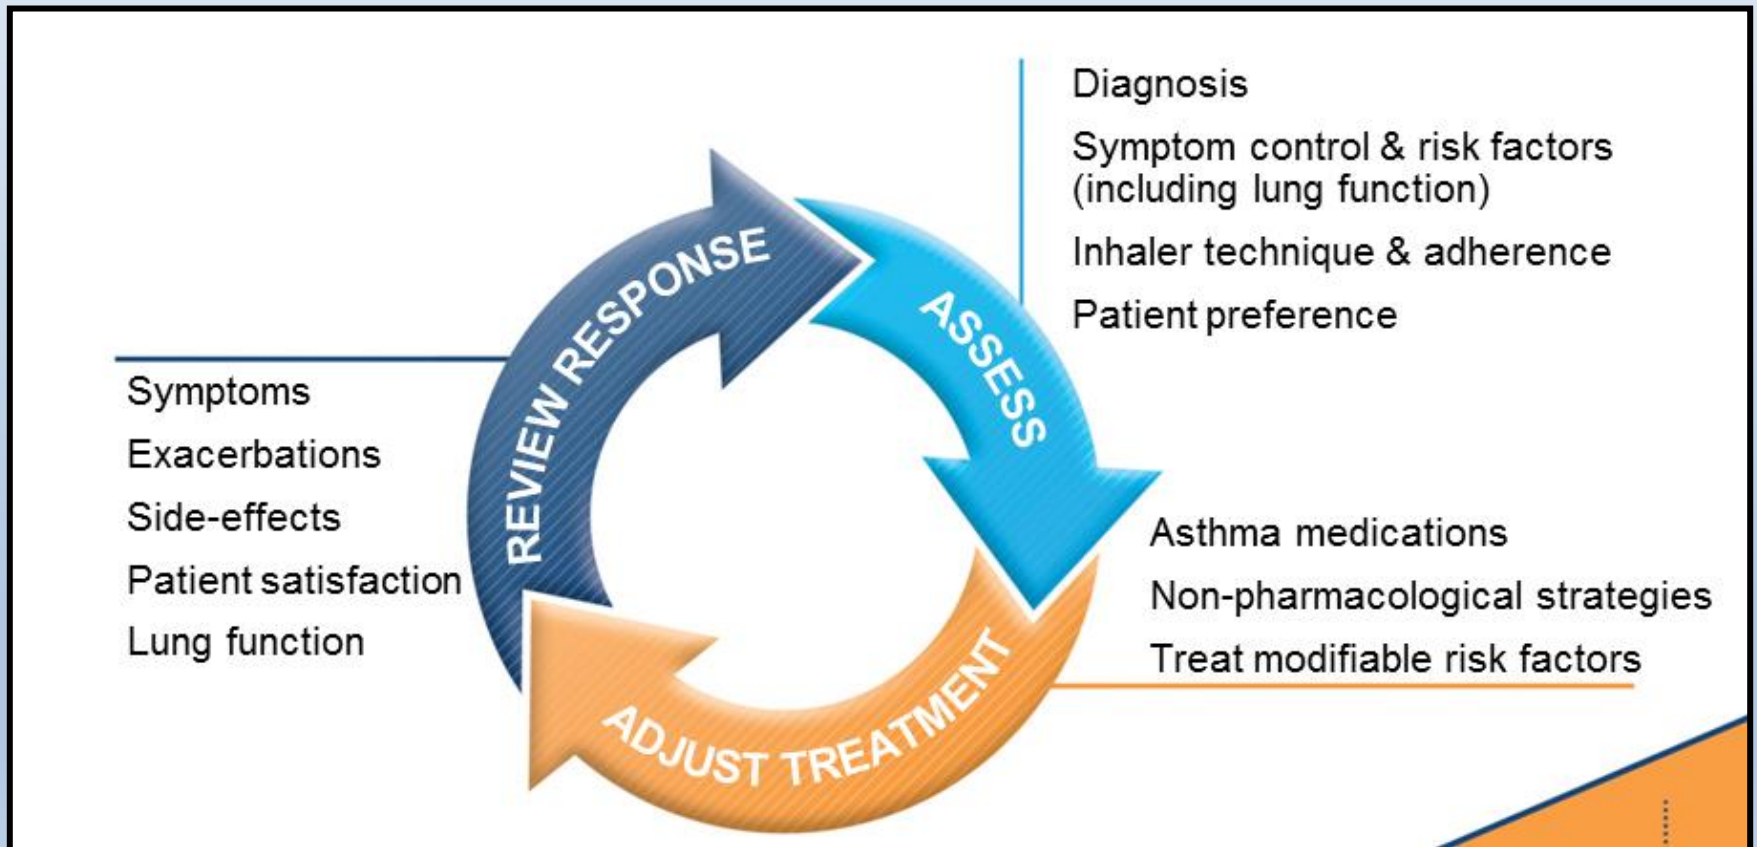 Diagnosis
Symptom control & risk factors
(including lung function)
Inhaler technique & adherence
Patient preference
REVIEW RESPONSE
ASSESS
ADJUST TREATMENT
Symptoms
Exacerbations
Side-effects
Patient satisfaction
Lung function
Asthma medications
Non-pharmacological strategies
Treat modifiable risk factors